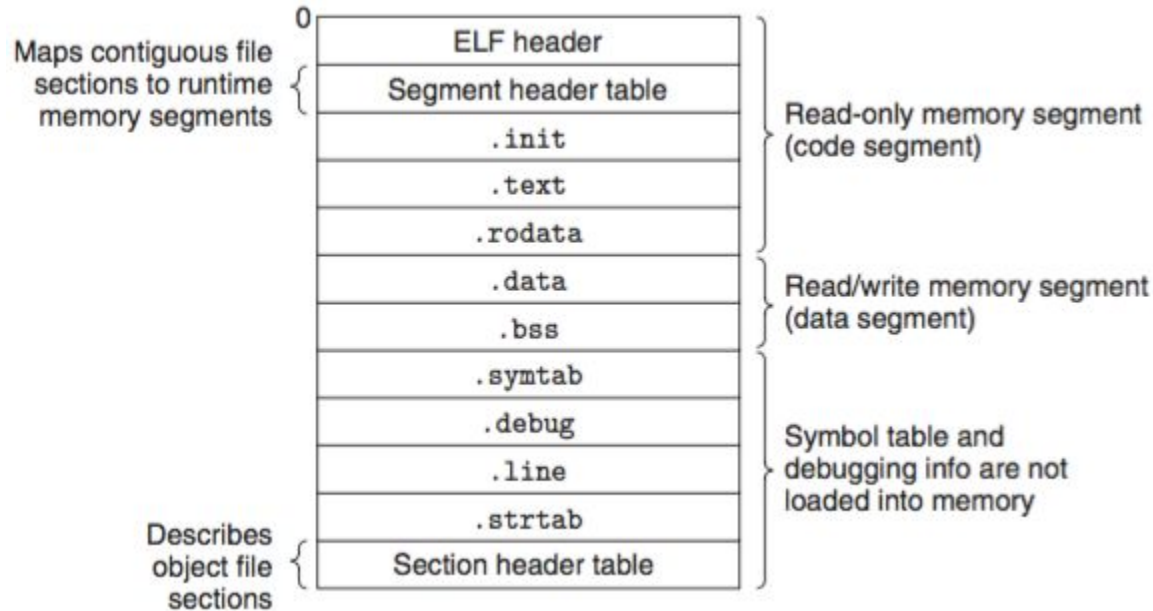 0
ELF header
Maps contiguous file
sections to runtime
memory segments
Segment header table
.init
.text
.rodata
Read-only memory segment
(code segment)
.data
.bss
Read/write memory segment
(data segment)
.symtab
.debug
.line
.strtab
Symbol table and
debugging info are not
loaded into memory
Describes
object file
sections
Section header table